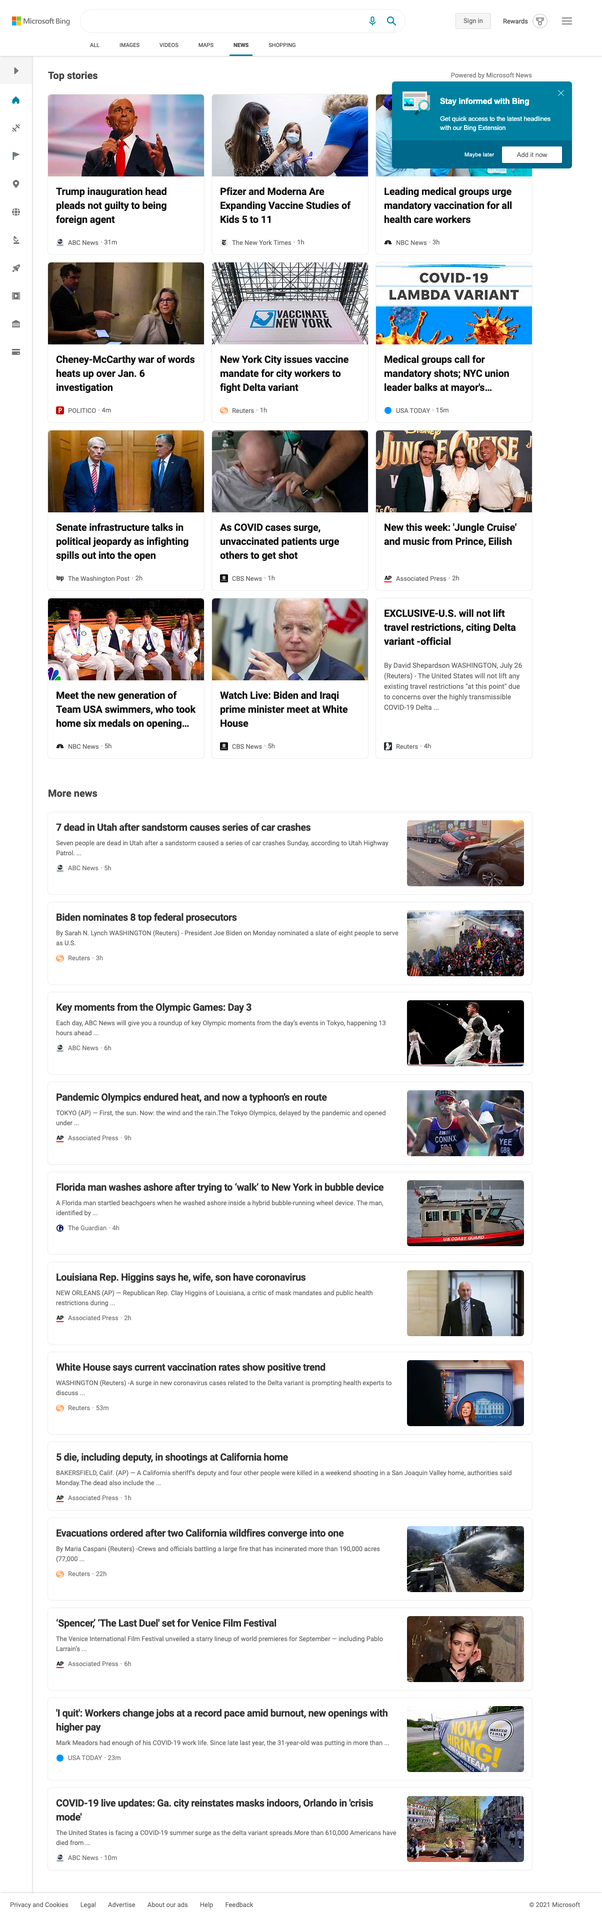 Microsoft Bing
Sign in
Rewards
ALL IMAGES VIDEOS MAPS NEWS SHOPPING
Top stories
Powered by Microsoft News
Stay informed with Bing
Get quick access to the latest headlines
with our Bing Extension
Maybe later
Add it now
Trump inauguration head
pleads not guilty to being
foreign agent
ABC News · 31m
Pfizer and Moderna Are
Expanding Vaccine Studies of
Kids 5 to 11
The New York Times · 1h
Leading medical groups urge
mandatory vaccination for all
health care workers
NBC News · 3h
Cheney-McCarthy war of words
heats up over Jan. 6
investigation
POLITICO · 4m
VACCINATE
NEW YORK
New York City issues vaccine
mandate for city workers to
fight Delta variant
Reuters · 1h
COVID-19
LAMBDA VARIANT
Medical groups call for
mandatory shots; NYC union
leader balks at mayor's...
USA TODAY · 15m
Senate infrastructure talks in
political jeopardy as infighting
spills out into the open
The Washington Post · 2h
As COVID cases surge,
unvaccinated patients urge
others to get shot
CBS News · 1h
JUNGLE CRUISE
New this week: 'Jungle Cruise'
and music from Prince, Eilish
AP Associated Press · 2h
Meet the new generation of
Team USA swimmers, who took
home six medals on opening...
NBC News · 5h
Watch Live: Biden and Iraqi
prime minister meet at White
House
CBS News · 5h
EXCLUSIVE-U.S. will not lift
travel restrictions, citing Delta
variant -official
By David Shepardson WASHINGTON, July 26
(Reuters) - The United States will not lift any
existing travel restrictions "at this point" due
to concerns over the highly transmissible
COVID-19 Delta ...
Reuters · 4h
More news
7 dead in Utah after sandstorm causes series of car crashes
Seven people are dead in Utah after a sandstorm caused a series of car crashes Sunday, according to Utah Highway
Patrol. ...
ABC News · 5h
Biden nominates 8 top federal prosecutors
By Sarah N. Lynch WASHINGTON (Reuters) - President Joe Biden on Monday nominated a slate of eight people to serve
as U.S.
Reuters · 3h
Key moments from the Olympic Games: Day 3
Each day, ABC News will give you a roundup of key Olympic moments from the day's events in Tokyo, happening 13
hours ahead ...
ABC News · 6h
Pandemic Olympics endured heat, and now a typhoon's en route
TOKYO (AP) — First, the sun. Now: the wind and the rain.The Tokyo Olympics, delayed by the pandemic and opened
under ...
AP Associated Press · 9h
CONINX
YEE
Florida man washes ashore after trying to 'walk' to New York in bubble device
A Florida man startled beachgoers when he washed ashore inside a hybrid bubble-running wheel device. The man,
identified by ...
The Guardian · 4h
U.S. COAST GUARD
Louisiana Rep. Higgins says he, wife, son have coronavirus
NEW ORLEANS (AP) — Republican Rep. Clay Higgins of Louisiana, a critic of mask mandates and public health
restrictions during ...
AP Associated Press · 2h
White House says current vaccination rates show positive trend
WASHINGTON (Reuters) -A surge in new coronavirus cases related to the Delta variant is prompting health experts to
discuss ...
Reuters · 53m
5 die, including deputy, in shootings at California home
BAKERSFIELD, Calif. (AP) — A California sheriff's deputy and four other people were killed in a weekend shooting in a San Joaquin Valley home, authorities said
Monday.The dead also include the ...
AP Associated Press · 1h
Evacuations ordered after two California wildfires converge into one
By Maria Caspani (Reuters) -Crews and officials battling a large fire that has incinerated more than 190,000 acres
(77,000 ...
Reuters · 22h
'Spencer,' 'The Last Duel' set for Venice Film Festival
The Venice International Film Festival unveiled a starry lineup of world premieres for September — including Pablo
Larraín's ...
AP Associated Press · 6h
'I quit': Workers change jobs at a record pace amid burnout, new openings with
higher pay
Mark Meadors had enough of his COVID-19 work life. Since late last year, the 31-year-old was putting in more than ...
USA TODAY · 23m
NOW
HIRING!
COVID-19 live updates: Ga. city reinstates masks indoors, Orlando in 'crisis
mode'
The United States is facing a COVID-19 summer surge as the delta variant spreads.More than 610,000 Americans have
died from ...
ABC News · 10m
Privacy and Cookies Legal Advertise About our ads Help Feedback
© 2021 Microsoft